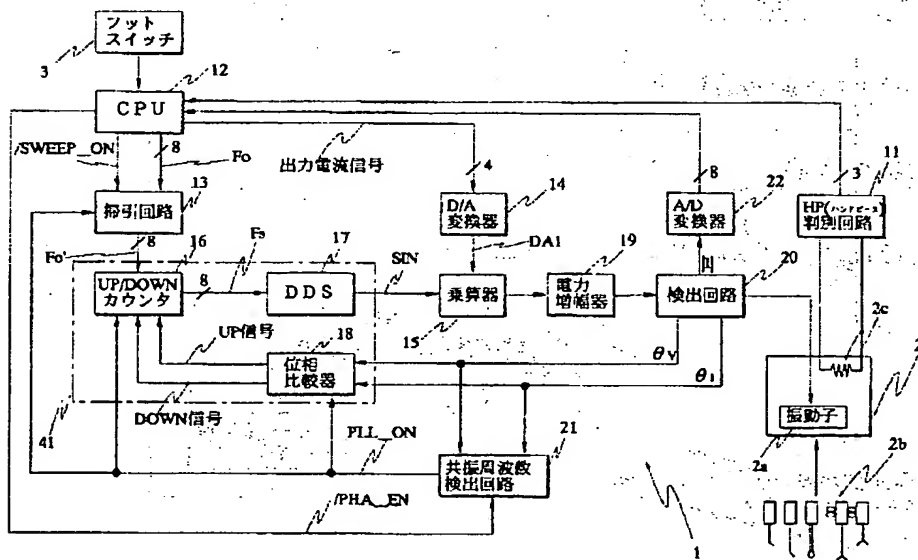 フット
スイッチ
3
12
CPU
/SWEEP_ON
8
Fo
出力電流信号
4
8
3
11
13
掃引回路
D/A
変換器
14
A/D
変換器
22
HP(ハンドピース)
判別回路
Fo'
8
16
UP/DOWN
カウンタ
8
Fs
17
DDS
SIN
DA1
乗算器
15
19
電力
増幅器
|I|
検出回路
20
2c
2
UP信号
18
位相
比較器
θV
θI
振動子
2a
2b
41
DOWN信号
PLL_ON
21
共振周波数
検出回路
/PHA_EN
1